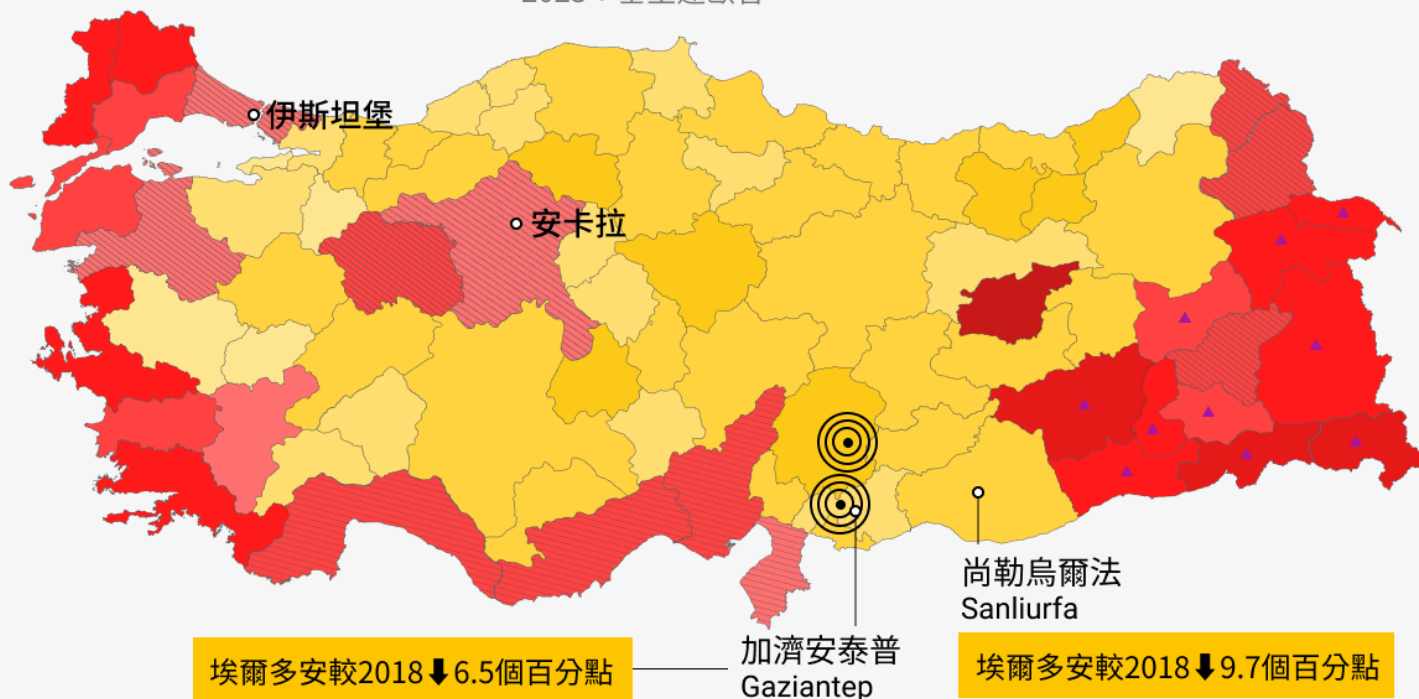 伊斯坦堡
安卡拉
尚勒烏爾法
Sanliurfa
加濟安泰普
Gaziantep
埃爾多安較2018⬇6.5個百分點
埃爾多安較2018⬇9.7個百分點